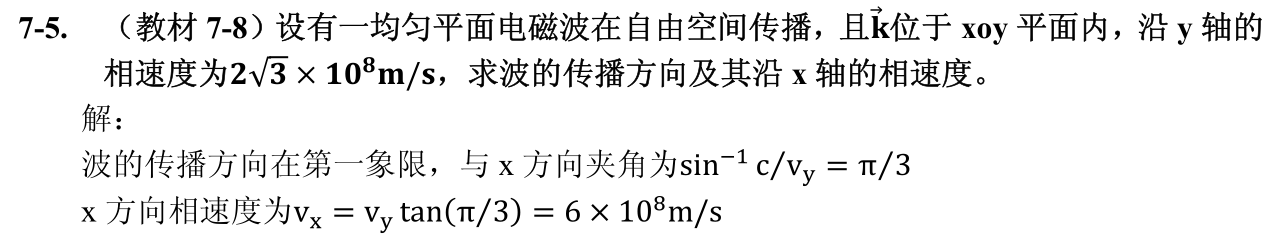 7-5. （教材 7-8）设有一均匀平面电磁波在自由空间传播，且k⃗位于 xoy 平面内，沿 y 轴的
相速度为2√3 × 10⁸m/s，求波的传播方向及其沿 x 轴的相速度。
解：
波的传播方向在第一象限，与 x 方向夹角为sin⁻¹ c/vᵧ = π/3
x 方向相速度为vₓ = vᵧ tan(π/3) = 6 × 10⁸m/s